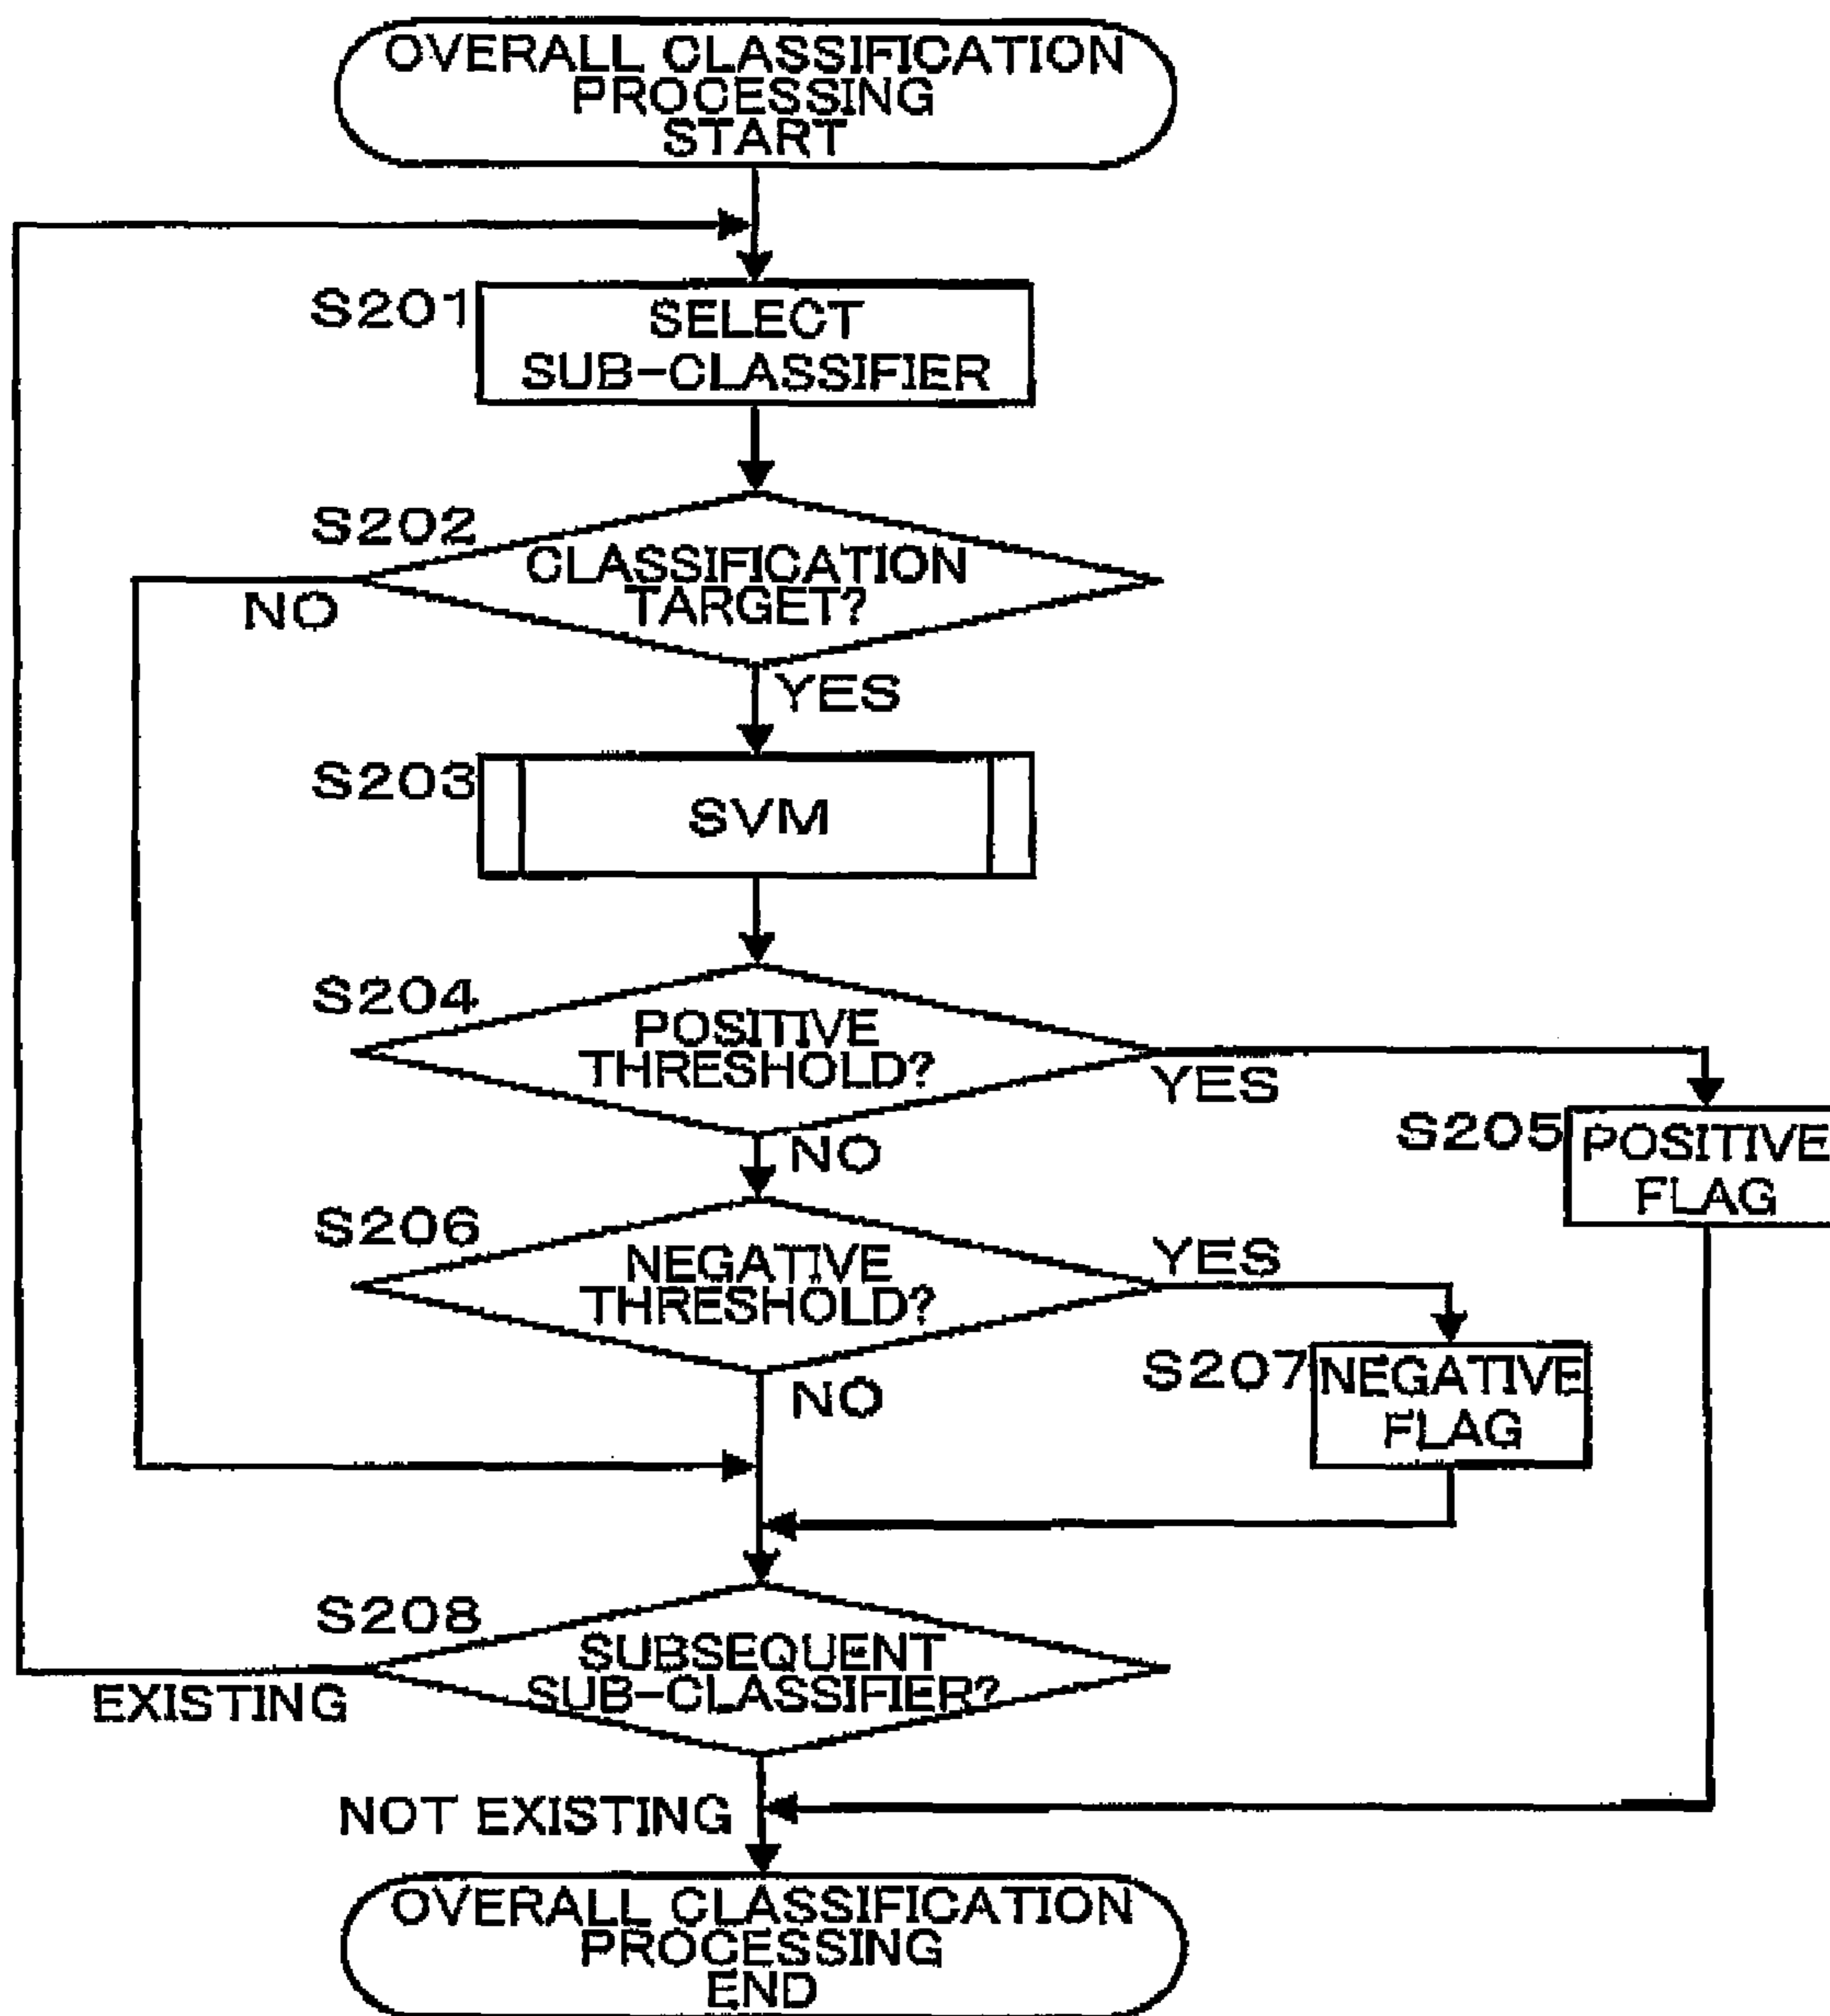 OVERALL CLASSIFICATION
PROCESSING
START
S201
SELECT
SUB-CLASSIFIER
S202
CLASSIFICATION
TARGET?
NO
YES
S203
SVM
S204
POSITIVE
THRESHOLD?
YES
NO
S205
POSITIVE
FLAG
S206
NEGATIVE
THRESHOLD?
YES
NO
S207
NEGATIVE
FLAG
S208
SUBSEQUENT
SUB-CLASSIFIER?
EXISTING
NOT EXISTING
OVERALL CLASSIFICATION
PROCESSING
END